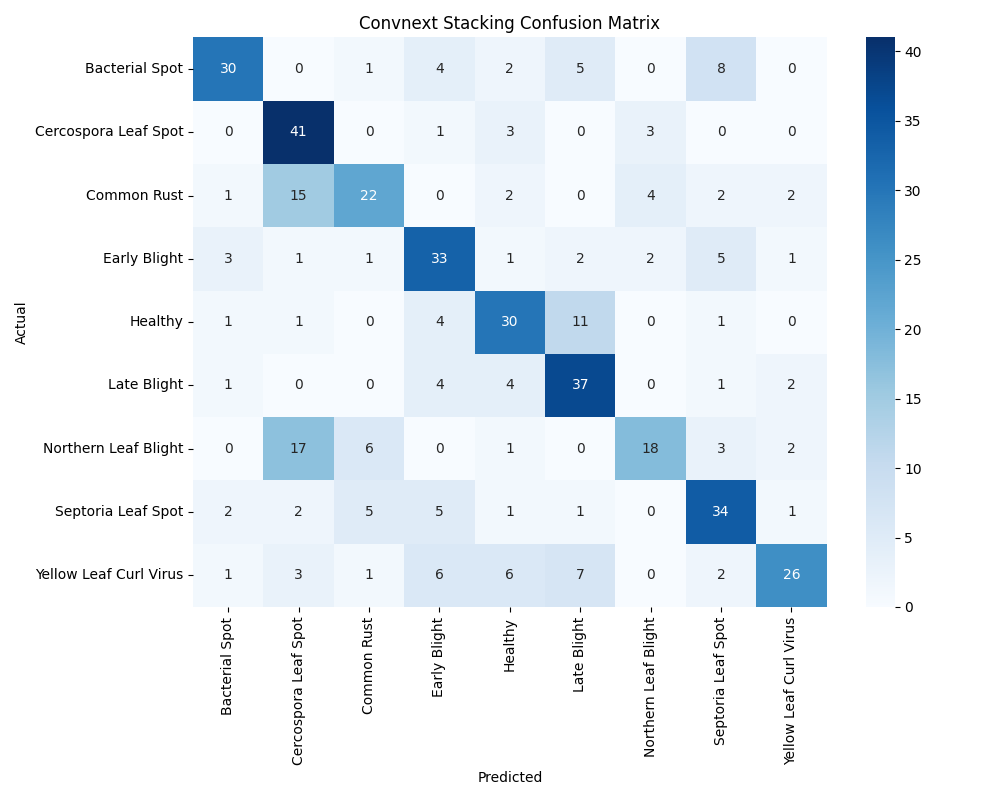 Convnext Stacking Confusion Matrix
Actual
Bacterial Spot 30 0 1 4 2 5 0 8 0
Cercospora Leaf Spot 0 41 0 1 3 0 3 0 0
Common Rust 1 15 22 0 2 0 4 2 2
Early Blight 3 1 1 33 1 2 2 5 1
Healthy 1 1 0 4 30 11 0 1 0
Late Blight 1 0 0 4 4 37 0 1 2
Northern Leaf Blight 0 17 6 0 1 0 18 3 2
Septoria Leaf Spot 2 2 5 5 1 1 0 34 1
Yellow Leaf Curl Virus 1 3 1 6 6 7 0 2 26
Bacterial Spot
Cercospora Leaf Spot
Common Rust
Early Blight
Healthy
Late Blight
Northern Leaf Blight
Septoria Leaf Spot
Yellow Leaf Curl Virus
Predicted
40
35
30
25
20
15
10
5
0